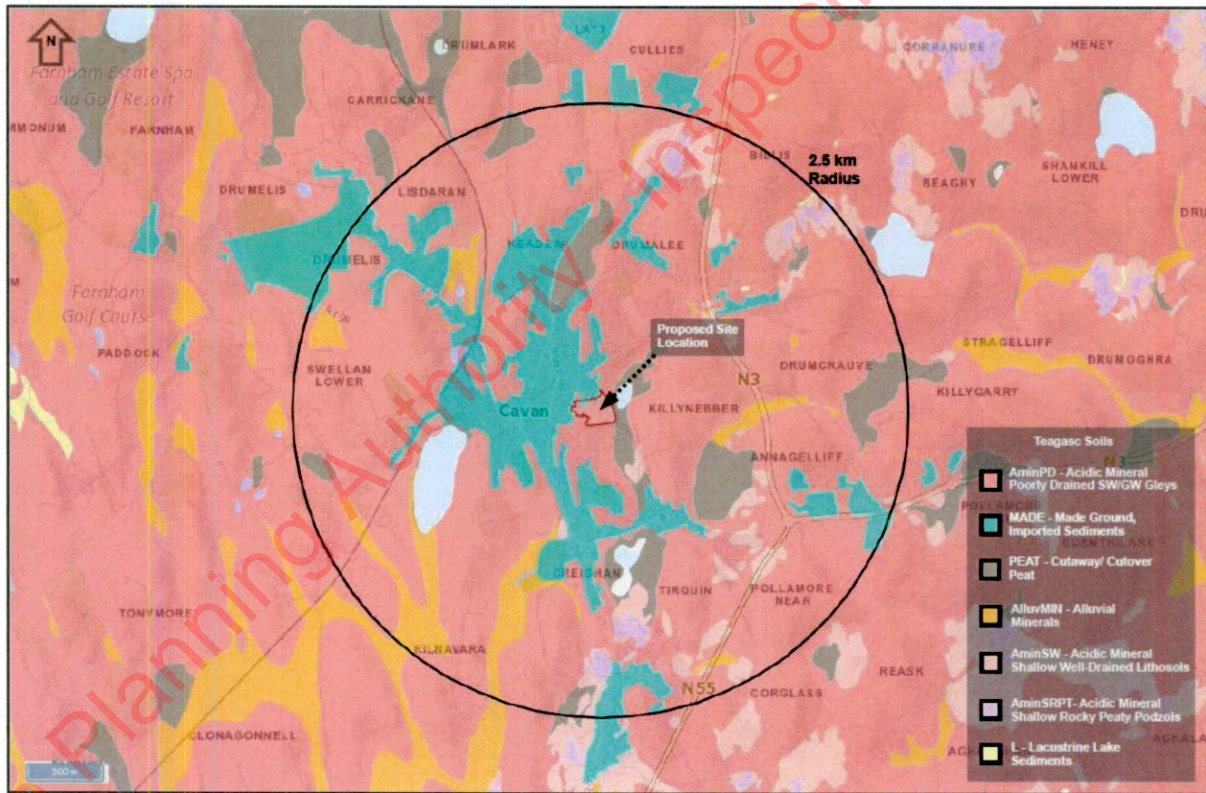 N
Farnham Estate Spa
and Golf Resort
DRUMLARK
LATT
CULLIES
CORRANURE
HENEY
CARRICKANE
FARNHAM
2.5 km
Radius
BEAGHY
SHANKILL
LOWER
DRUMELIS
LISDARAN
KEADEN
DRUMALEE
DRUMELIS
Farnham
Golf Course
R198
Proposed Site
Location
PADDOCK
SWELLAN
LOWER
STRAGELLIFF
DRUMCRAUVE
DRUMOGHRA
N3
KILLYGARRY
Cavan
KILLYNEBBER
ANNAGELLIFF
Teagasc Soils
AminPD - Acidic Mineral
Poorly Drained SW/GW Gleys
MADE - Made Ground,
Imported Sediments
PEAT - Cutaway/ Cutover
Peat
AlluvMIN - Alluvial
Minerals
AminSW - Acidic Mineral
Shallow Well-Drained Lithosols
AminSRPT- Acidic Mineral
Shallow Rocky Peaty Podzols
L - Lacustrine Lake
Sediments
CREIGHAN
TIRQUIN
POLLAMORE
NEAR
TONYMORE
KILNAVARA
REASK
N55
CORGLASS
CLONAGONNELL
500 m
Planning Authority